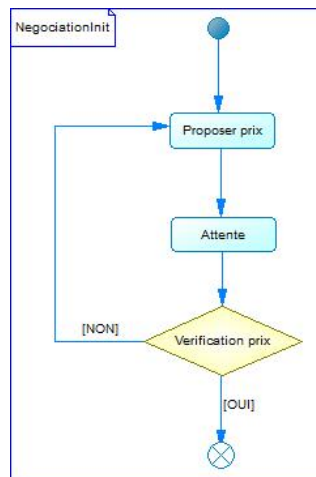 NegociationInit
Proposer prix
Attente
Verification prix
[NON]
[OUI]